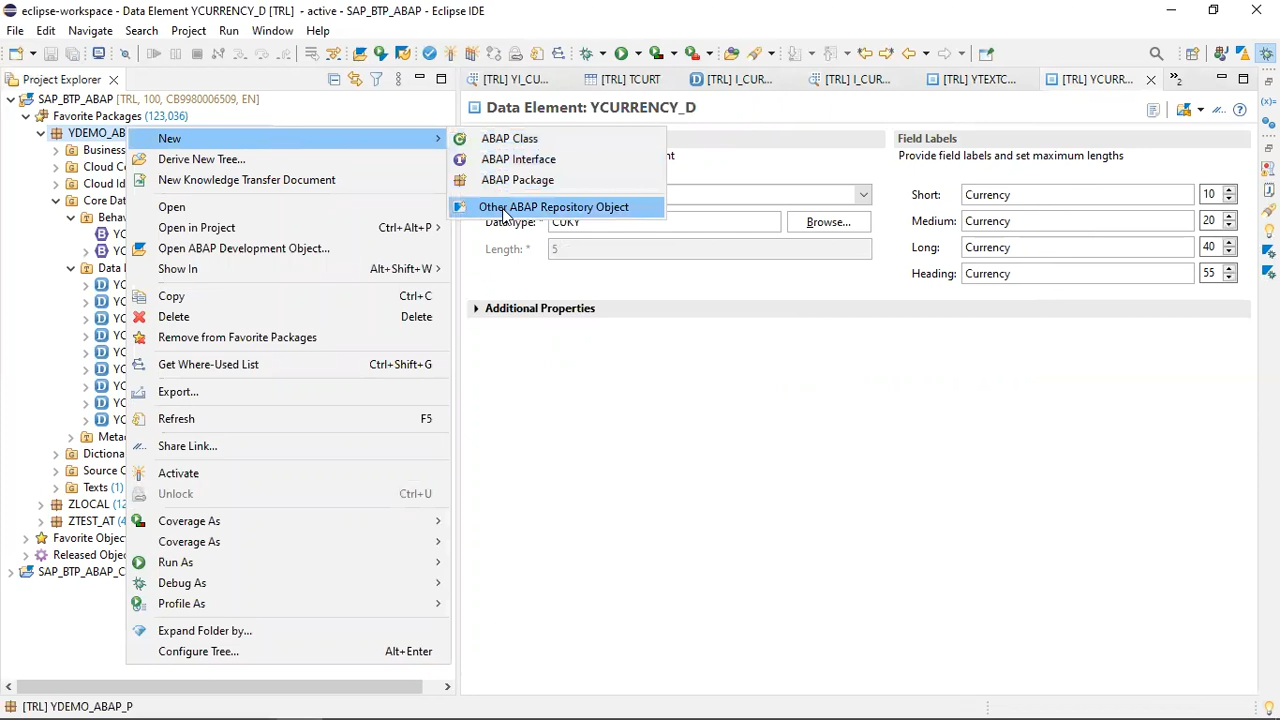 eclipse-workspace - Data Element YCURRENCY_D [TRL] - active - SAP_BTP_ABAP - Eclipse IDE
File Edit Navigate Search Project Run Window Help
Project Explorer
[TRL] YI_CU...
[TRL] TCURT
[TRL] I_CUR...
[TRL] I_CUR...
[TRL] YTEXTC...
[TRL] YCURR...
2
SAP_BTP_ABAP [TRL, 100, CB9980006509, EN]
Favorite Packages (123,036)
YDEMO_AB
Business
Cloud Co
Cloud Id
Core Dat
Behav
Y
Y
Data I
YC
YC
YC
YC
YC
YC
YC
YC
YC
Meta
Dictiona
Source C
Texts (1)
ZLOCAL (12
ZTEST_AT (4
Favorite Object
Released Objec
SAP_BTP_ABAP_C
New
Derive New Tree...
New Knowledge Transfer Document
Open
Open in Project Ctrl+Alt+P
Open ABAP Development Object...
Show In Alt+Shift+W
Copy Ctrl+C
Delete Delete
Remove from Favorite Packages
Get Where-Used List Ctrl+Shift+G
Export...
Refresh F5
Share Link...
Activate
Unlock Ctrl+U
Coverage As
Coverage As
Run As
Debug As
Profile As
Expand Folder by...
Configure Tree... Alt+Enter
ABAP Class
ABAP Interface
ABAP Package
Other ABAP Repository Object
Data Element: YCURRENCY_D
Type: * CUKY Browse...
Length: * 5
Additional Properties
Field Labels
Provide field labels and set maximum lengths
Short: Currency 10
Medium: Currency 20
Long: Currency 40
Heading: Currency 55
[TRL] YDEMO_ABAP_P